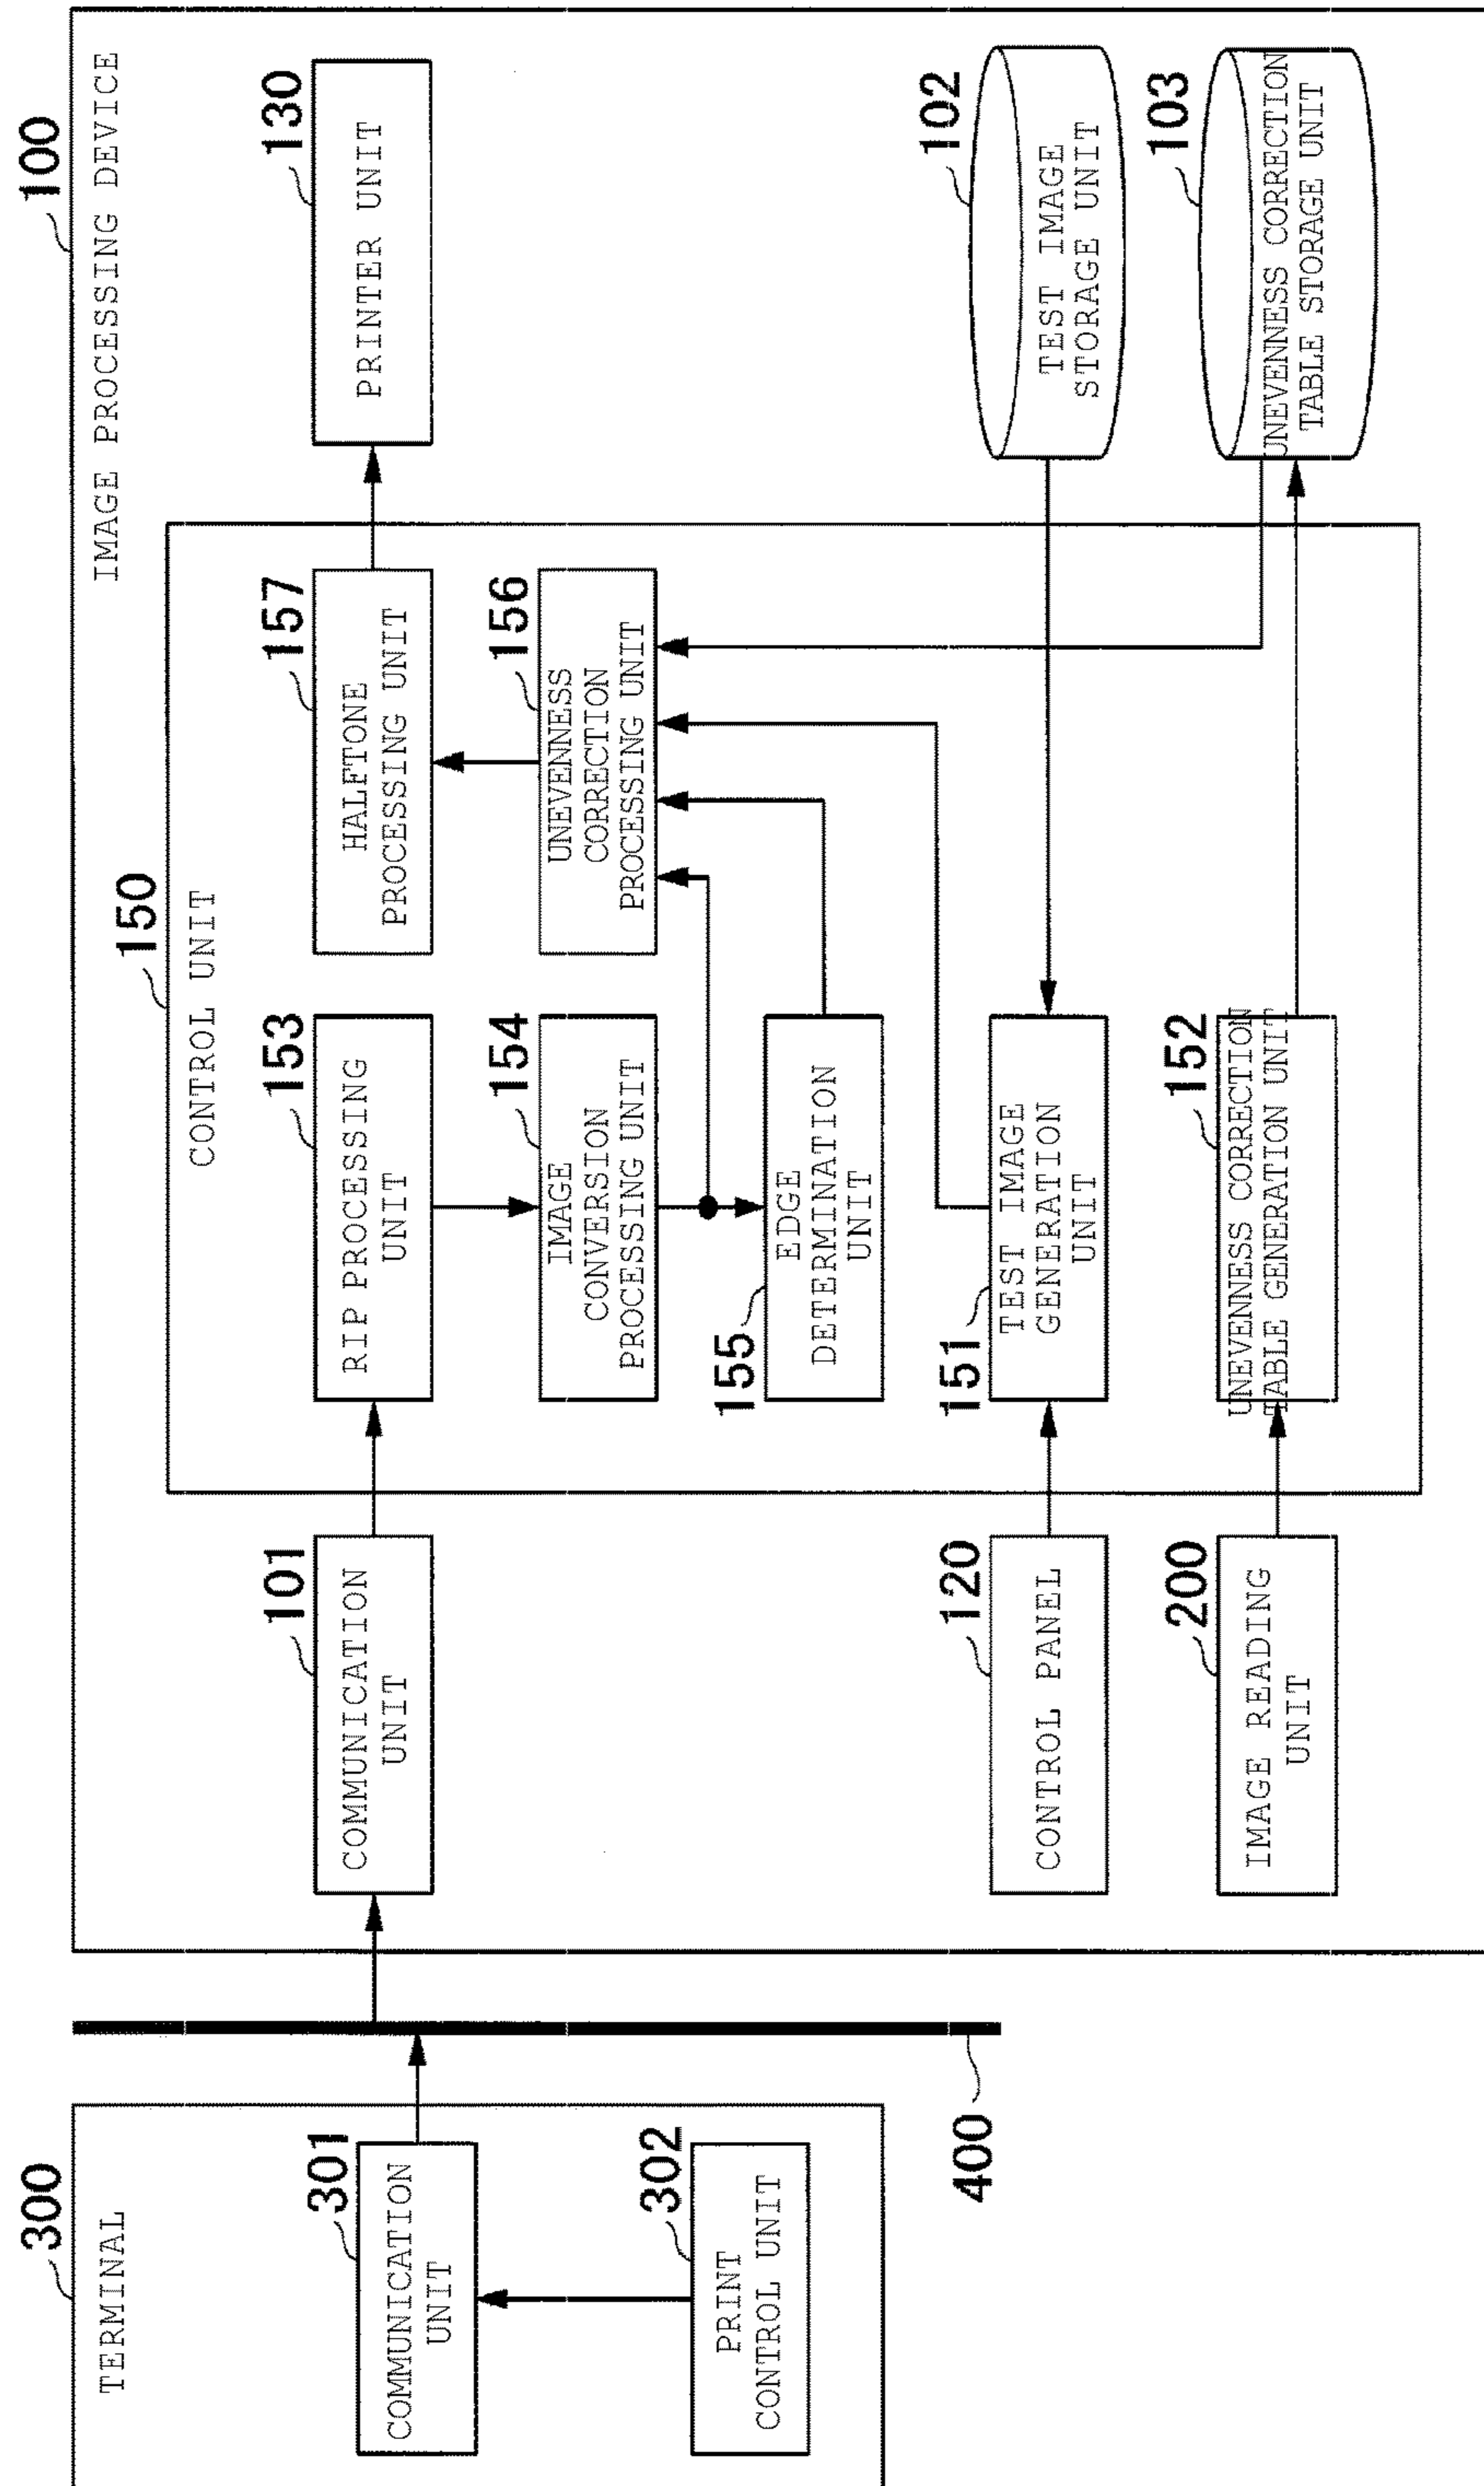 300
TERMINAL
301
COMMUNICATION
UNIT
302
PRINT
CONTROL UNIT
400
100
IMAGE PROCESSING DEVICE
101
COMMUNICATION
UNIT
120
CONTROL PANEL
200
IMAGE READING
UNIT
150
CONTROL UNIT
153
RIP PROCESSING
UNIT
154
IMAGE
CONVERSION
PROCESSING UNIT
155
EDGE
DETERMINATION
UNIT
151
TEST IMAGE
GENERATION
UNIT
152
UNEVENNESS CORRECTION
TABLE GENERATION UNIT
157
HALFTONE
PROCESSING UNIT
156
UNEVENNESS
CORRECTION
PROCESSING UNIT
130
PRINTER UNIT
102
TEST IMAGE
STORAGE UNIT
103
UNEVENNESS CORRECTION
TABLE STORAGE UNIT